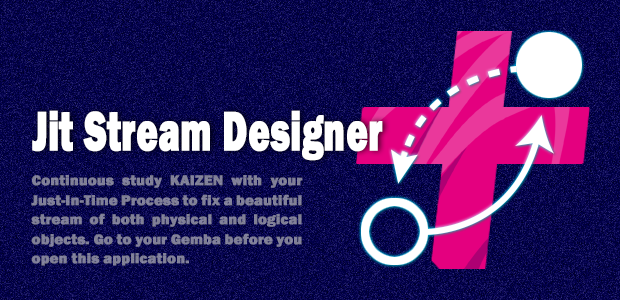 Jit Stream Designer
Continuous study KAIZEN with your
Just-In-Time Process to fix a beautiful
stream of both physical and logical
objects. Go to your Gemba before you
open this application.